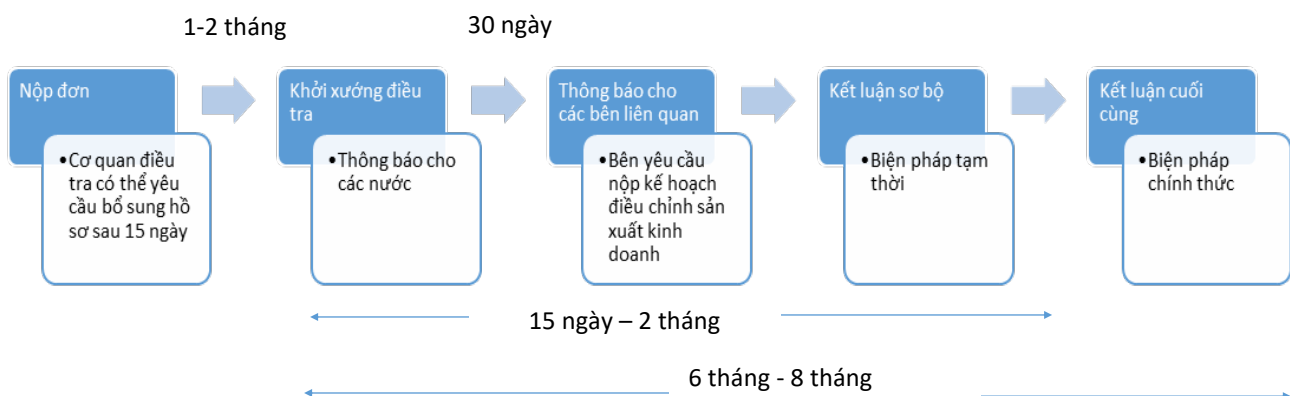 1-2 tháng
30 ngày
Nộp đơn
•Cơ quan điều
tra có thể yêu
cầu bổ sung hồ
sơ sau 15 ngày
Khởi xướng điều
tra
•Thông báo cho
các nước
Thông báo cho
các bên liên quan
•Bên yêu cầu
nộp kế hoạch
điều chỉnh sản
xuất kinh
doanh
Kết luận sơ bộ
•Biện pháp tạm
thời
Kết luận cuối
cùng
•Biện pháp
chính thức
15 ngày – 2 tháng
6 tháng - 8 tháng